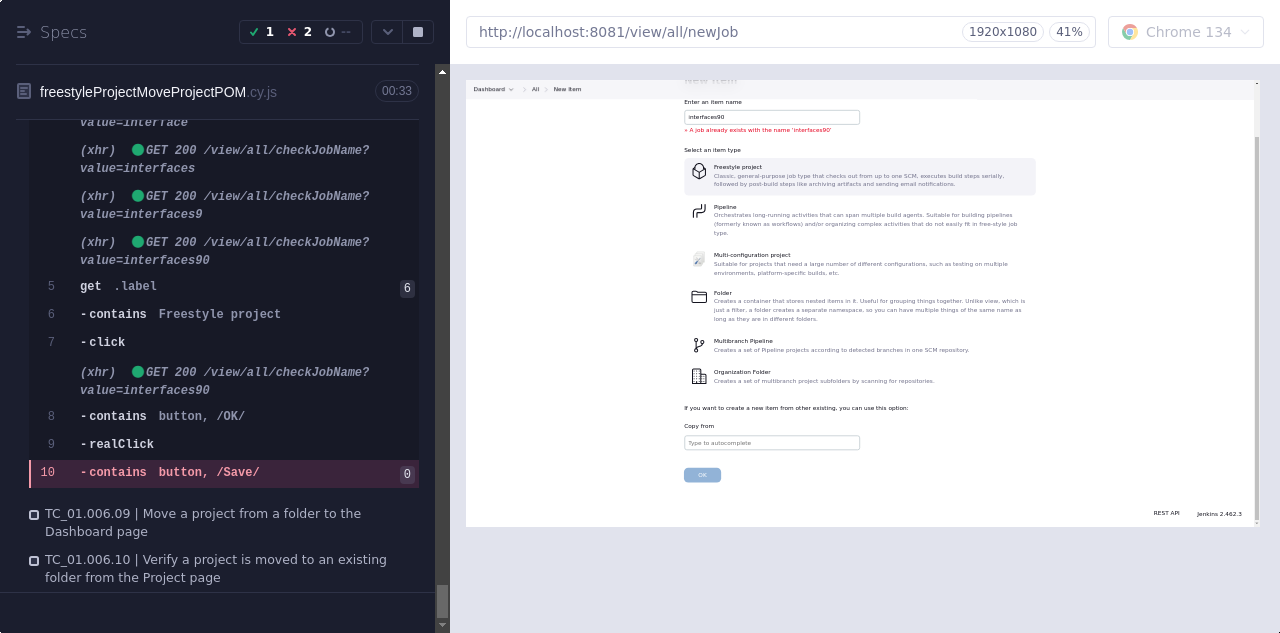 Specs
1
2
--
http://localhost:8081/view/all/newJob
1920x1080
41%
Chrome 134
freestyleProjectMoveProjectPOM.cy.js
00:33
value=interface
(xhr) GET 200 /view/all/checkJobName?
value=interfaces
(xhr) GET 200 /view/all/checkJobName?
value=interfaces9
(xhr) GET 200 /view/all/checkJobName?
value=interfaces90
5 get .label 6
6 -contains Freestyle project
7 -click
(xhr) GET 200 /view/all/checkJobName?
value=interfaces90
8 -contains button, /OK/
9 -realClick
10 -contains button, /Save/ 0
TC_01.006.09 | Move a project from a folder to the
Dashboard page
TC_01.006.10 | Verify a project is moved to an existing
folder from the Project page
New Item
Dashboard
All
New Item
Enter an item name
interfaces90
» A job already exists with the name 'interfaces90'
Select an item type
Freestyle project
Classic, general-purpose job type that checks out from up to one SCM, executes build steps serially,
followed by post-build steps like archiving artifacts and sending email notifications.
Pipeline
Orchestrates long-running activities that can span multiple build agents. Suitable for building pipelines
(formerly known as workflows) and/or organizing complex activities that do not easily fit in free-style job
type.
Multi-configuration project
Suitable for projects that need a large number of different configurations, such as testing on multiple
environments, platform-specific builds, etc.
Folder
Creates a container that stores nested items in it. Useful for grouping things together. Unlike view, which is
just a filter, a folder creates a separate namespace, so you can have multiple things of the same name as
long as they are in different folders.
Multibranch Pipeline
Creates a set of Pipeline projects according to detected branches in one SCM repository.
Organization Folder
Creates a set of multibranch project subfolders by scanning for repositories.
If you want to create a new item from other existing, you can use this option:
Copy from
Type to autocomplete
OK
REST API
Jenkins 2.462.3